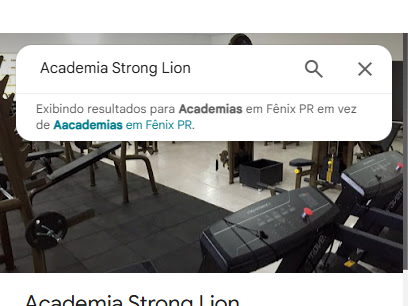 Academia Strong Lion
Exibindo resultados para Academias em Fênix PR em vez
de Aacademias em Fênix PR.
Academia Strong Lion